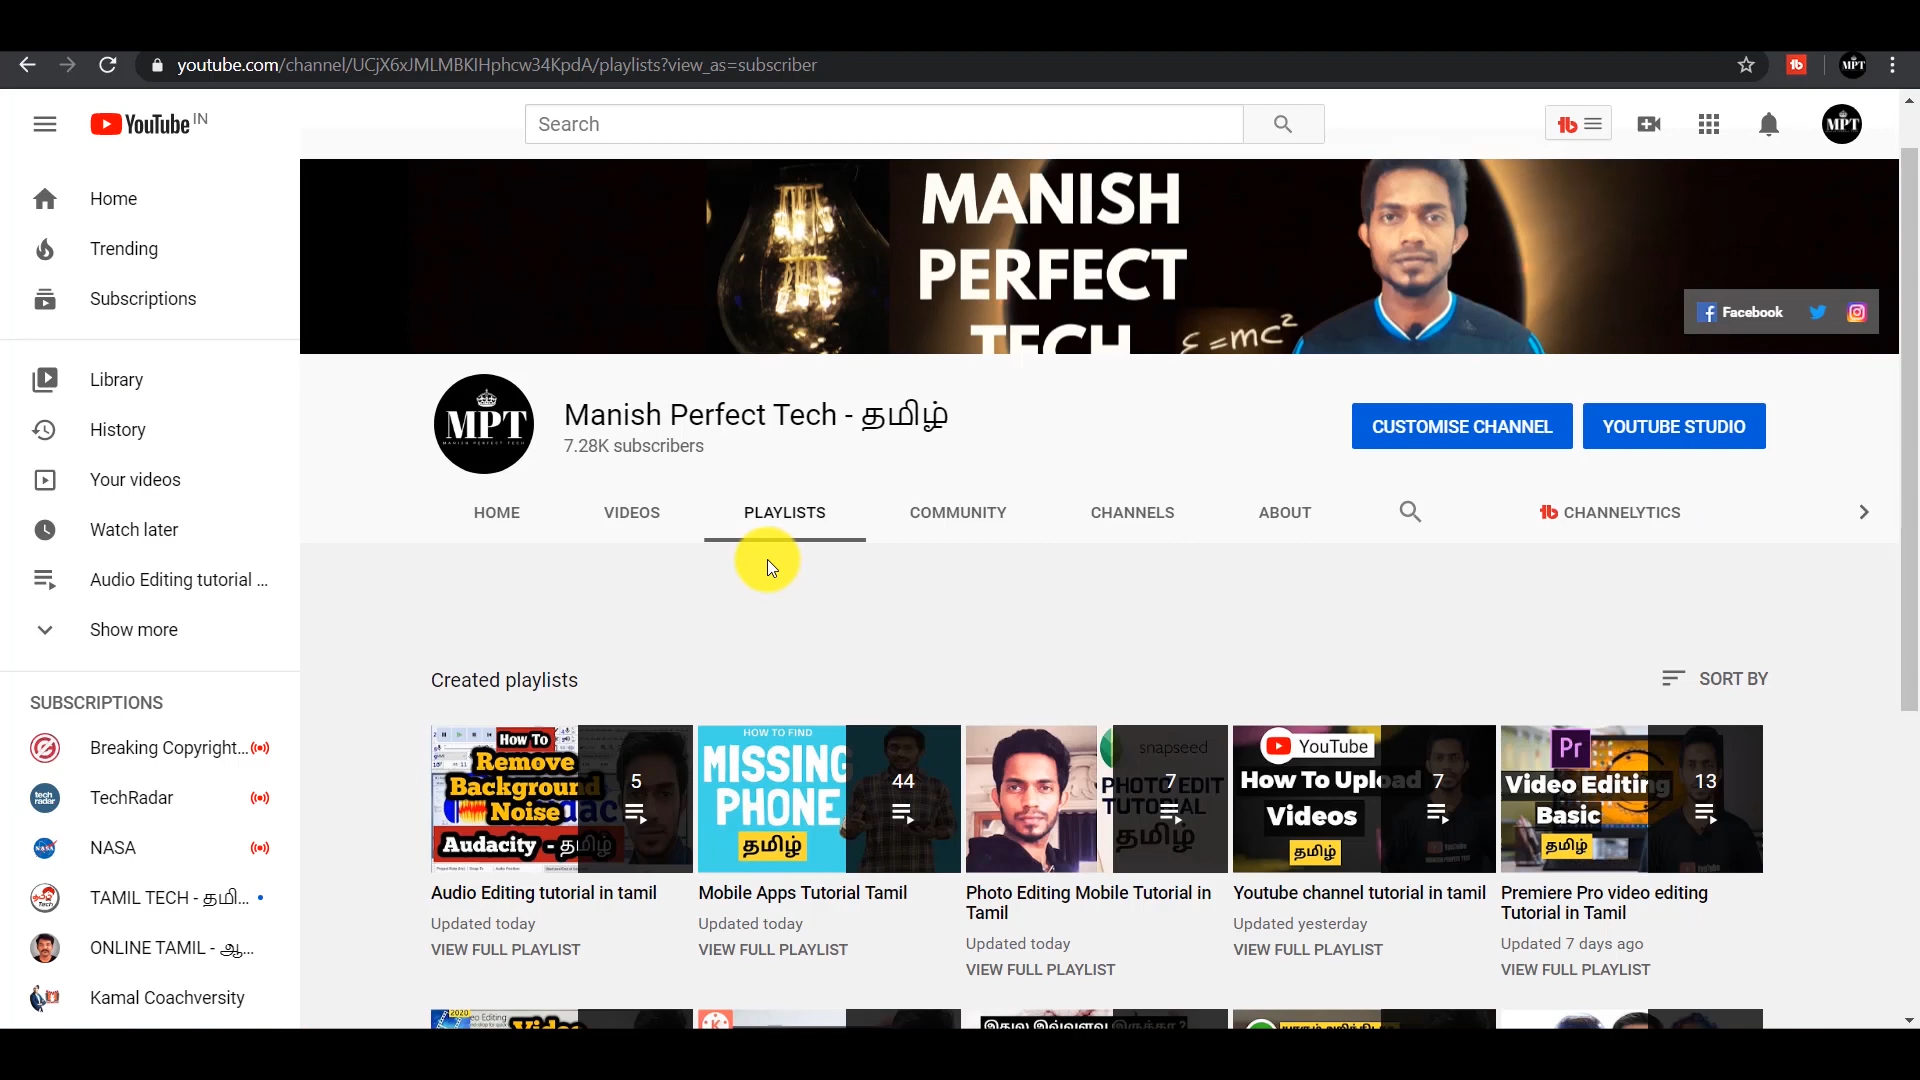 youtube.com/channel/UCjX6xJMLMBKIHphcw34KpdA/playlists?view_as=subscriber
MPT
YouTube IN
Search
MPT
Home
Trending
Subscriptions
Library
History
Your videos
Watch later
Audio Editing tutorial ...
Show more
SUBSCRIPTIONS
Breaking Copyright...
TechRadar
NASA
TAMIL TECH - தமி...
ONLINE TAMIL - ஆ...
Kamal Coachversity
MANISH
PERFECT
TECH
ε=mc²
Facebook
MPT
MANISH PERFECT TECH
Manish Perfect Tech - தமிழ்
7.28K subscribers
CUSTOMISE CHANNEL
YOUTUBE STUDIO
HOME
VIDEOS
PLAYLISTS
COMMUNITY
CHANNELS
ABOUT
CHANNELYTICS
Created playlists
SORT BY
How To
Remove
Background
Noise
Audacity - தமிழ்
5
Audio Editing tutorial in tamil
Updated today
VIEW FULL PLAYLIST
HOW TO FIND
MISSING
PHONE
தமிழ்
44
Mobile Apps Tutorial Tamil
Updated today
VIEW FULL PLAYLIST
snapseed
PHOTO EDIT
TUTORIAL
தமிழ்
7
Photo Editing Mobile Tutorial in
Tamil
Updated today
VIEW FULL PLAYLIST
YouTube
How To Upload
Videos
தமிழ்
7
Youtube channel tutorial in tamil
Updated yesterday
VIEW FULL PLAYLIST
Pr
Video Editing
Basic
தமிழ்
13
Premiere Pro video editing
Tutorial in Tamil
Updated 7 days ago
VIEW FULL PLAYLIST
2020
Video